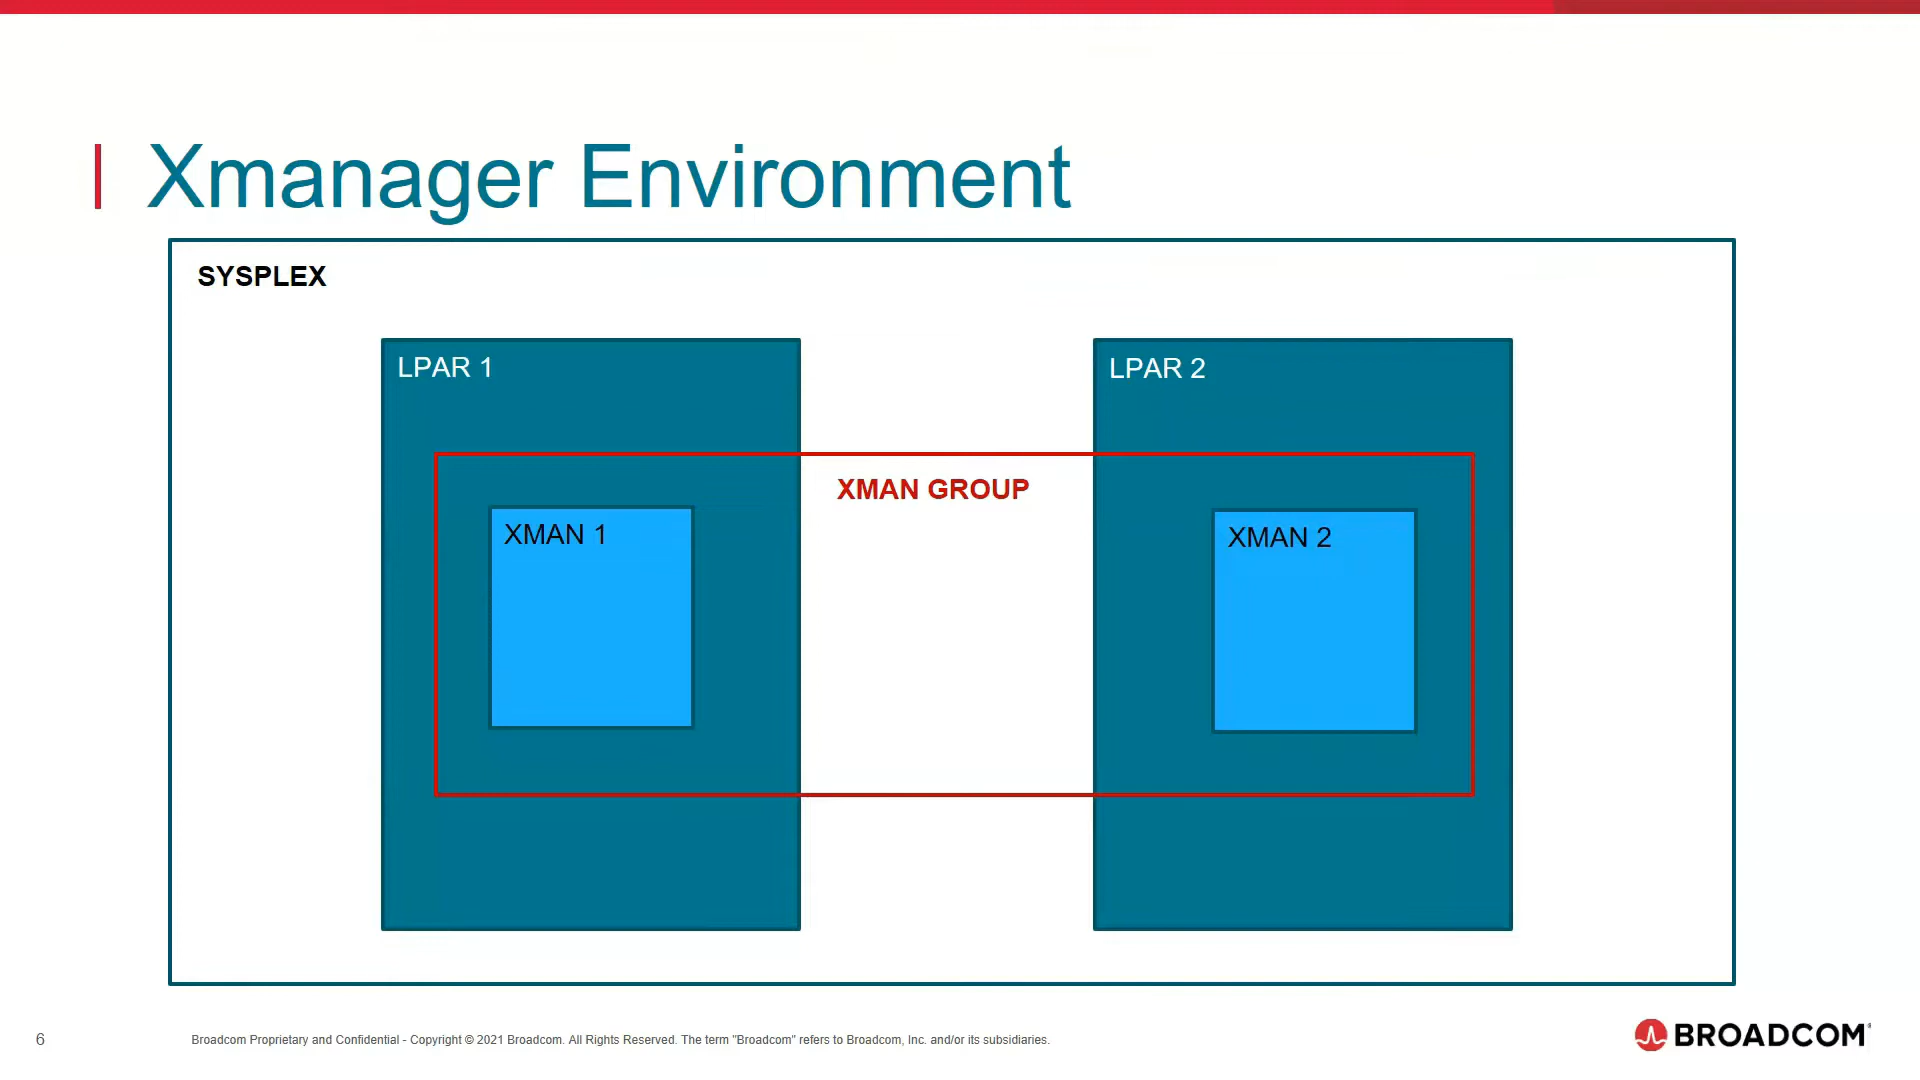 Xmanager Environment
SYSPLEX
LPAR 1
LPAR 2
XMAN GROUP
XMAN 1
XMAN 2
6
Broadcom Proprietary and Confidential - Copyright © 2021 Broadcom. All Rights Reserved. The term "Broadcom" refers to Broadcom, Inc. and/or its subsidiaries.
BROADCOM®